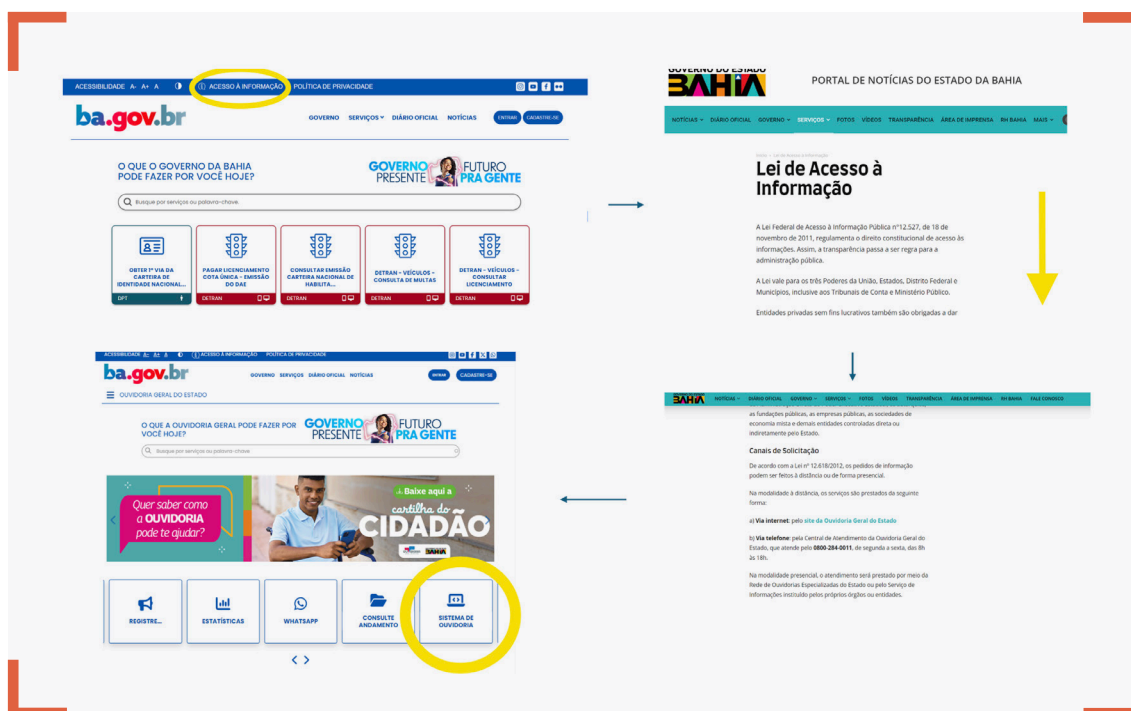 ACESSIBILIDADE A- A+ A ACESSO À INFORMAÇÃO POLÍTICA DE PRIVACIDADE
ba.gov.br
GOVERNO SERVIÇOS DIÁRIO OFICIAL NOTÍCIAS ENTRAR CADASTRE-SE
O QUE O GOVERNO DA BAHIA
PODE FAZER POR VOCÊ HOJE?
GOVERNO PRESENTE FUTURO PRA GENTE
Busque por serviços ou palavra-chave.
OBTER 1ª VIA DA
CARTEIRA DE
IDENTIDADE NACIONAL...
DPT
PAGAR LICENCIAMENTO
COTA ÚNICA - EMISSÃO
DO DAE
DETRAN
CONSULTAR EMISSÃO
CARTEIRA NACIONAL DE
HABILITA...
DETRAN
DETRAN - VEÍCULOS -
CONSULTA DE MULTAS
DETRAN
DETRAN - VEÍCULOS -
CONSULTAR
LICENCIAMENTO
DETRAN
GOVERNO DO ESTADO
BAHIA
PORTAL DE NOTÍCIAS DO ESTADO DA BAHIA
NOTÍCIAS DIÁRIO OFICIAL GOVERNO SERVIÇOS FOTOS VÍDEOS TRANSPARÊNCIA ÁREA DE IMPRENSA RH BAHIA MAIS
Lei de Acesso à
Informação
A Lei Federal de Acesso à Informação Pública nº12.527, de 18 de
novembro de 2011, regulamenta o direito constitucional de acesso às
informações. Assim, a transparência passa a ser regra para a
administração pública.
A Lei vale para os três Poderes da União, Estados, Distrito Federal e
Municípios, inclusive aos Tribunais de Conta e Ministério Público.
Entidades privadas sem fins lucrativos também são obrigadas a dar
BAHIA NOTÍCIAS DIÁRIO OFICIAL GOVERNO SERVIÇOS FOTOS VÍDEOS TRANSPARÊNCIA ÁREA DE IMPRENSA RH BAHIA FALE CONOSCO
as fundações públicas, as empresas públicas, as sociedades de
economia mista e demais entidades controladas direta ou
indiretamente pelo Estado.
Canais de Solicitação
De acordo com a Lei nº 12.618/2012, os pedidos de informação
podem ser feitos à distância ou de forma presencial.
Na modalidade à distância, os serviços são prestados da seguinte
forma:
a) Via internet: pelo site da Ouvidoria Geral do Estado
b) Via telefone: pela Central de Atendimento da Ouvidoria Geral do
Estado, que atende pelo 0800-284-0011, de segunda a sexta, das 8h
às 18h.
Na modalidade presencial, o atendimento será prestado por meio da
Rede de Ouvidorias Especializadas do Estado ou pelo Serviço de
Informações instituído pelos próprios órgãos ou entidades.
ACESSIBILIDADE A- A+ A ACESSO À INFORMAÇÃO POLÍTICA DE PRIVACIDADE
ba.gov.br
GOVERNO SERVIÇOS DIÁRIO OFICIAL NOTÍCIAS ENTRAR CADASTRE-SE
OUVIDORIA GERAL DO ESTADO
O QUE A OUVIDORIA GERAL PODE FAZER POR
VOCÊ HOJE?
GOVERNO PRESENTE FUTURO PRA GENTE
Busque por serviços ou palavra-chave.
Quer saber
como
a OUVIDORIA
pode te ajudar?
Baixe aqui a
cartilha do
CIDADÃO
BAHIA
REGISTRE...
ESTATÍSTICAS
WHATSAPP
CONSULTE
ANDAMENTO
SISTEMA DE
OUVIDORIA